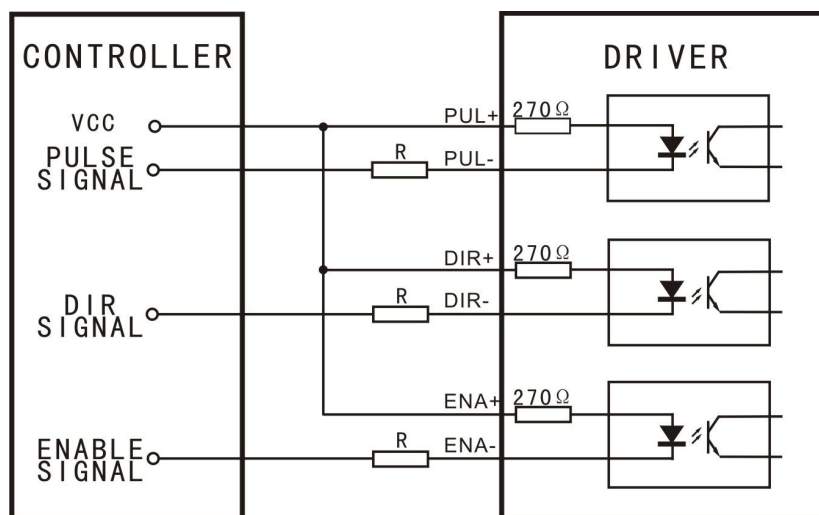 CONTROLLER
DRIVER
VCC
PUL+
270Ω
PULSE
SIGNAL
R
PUL-
DIR+
270Ω
DIR
SIGNAL
R
DIR-
ENA+
270Ω
ENABLE
SIGNAL
R
ENA-